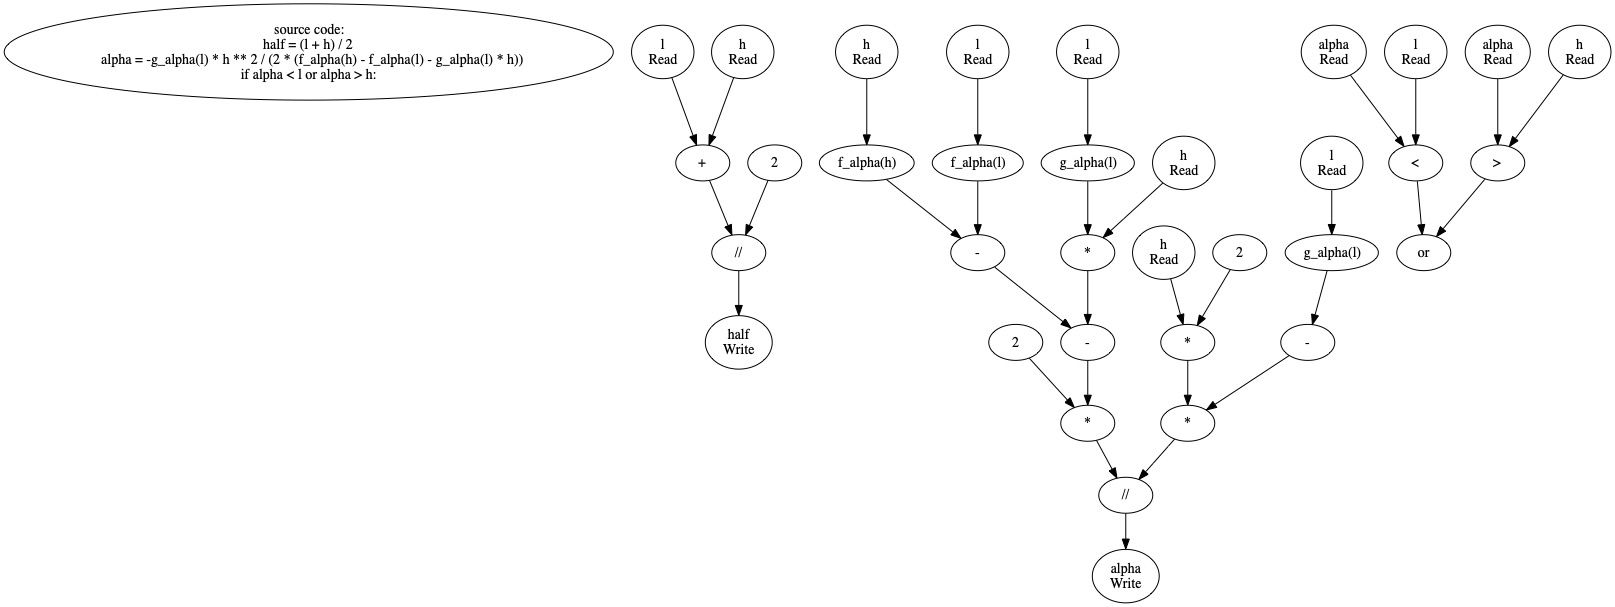 source code:
half = (l + h) / 2
alpha = -g_alpha(l) * h ** 2 / (2 * (f_alpha(h) - f_alpha(l) - g_alpha(l) * h))
if alpha < l or alpha > h:
l
Read
h
Read
h
Read
l
Read
l
Read
alpha
Read
l
Read
alpha
Read
h
Read
+
2
f_alpha(h)
f_alpha(l)
g_alpha(l)
h
Read
l
Read
<
>
//
-
*
h
Read
2
g_alpha(l)
or
half
Write
2
-
*
-
*
*
//
alpha
Write